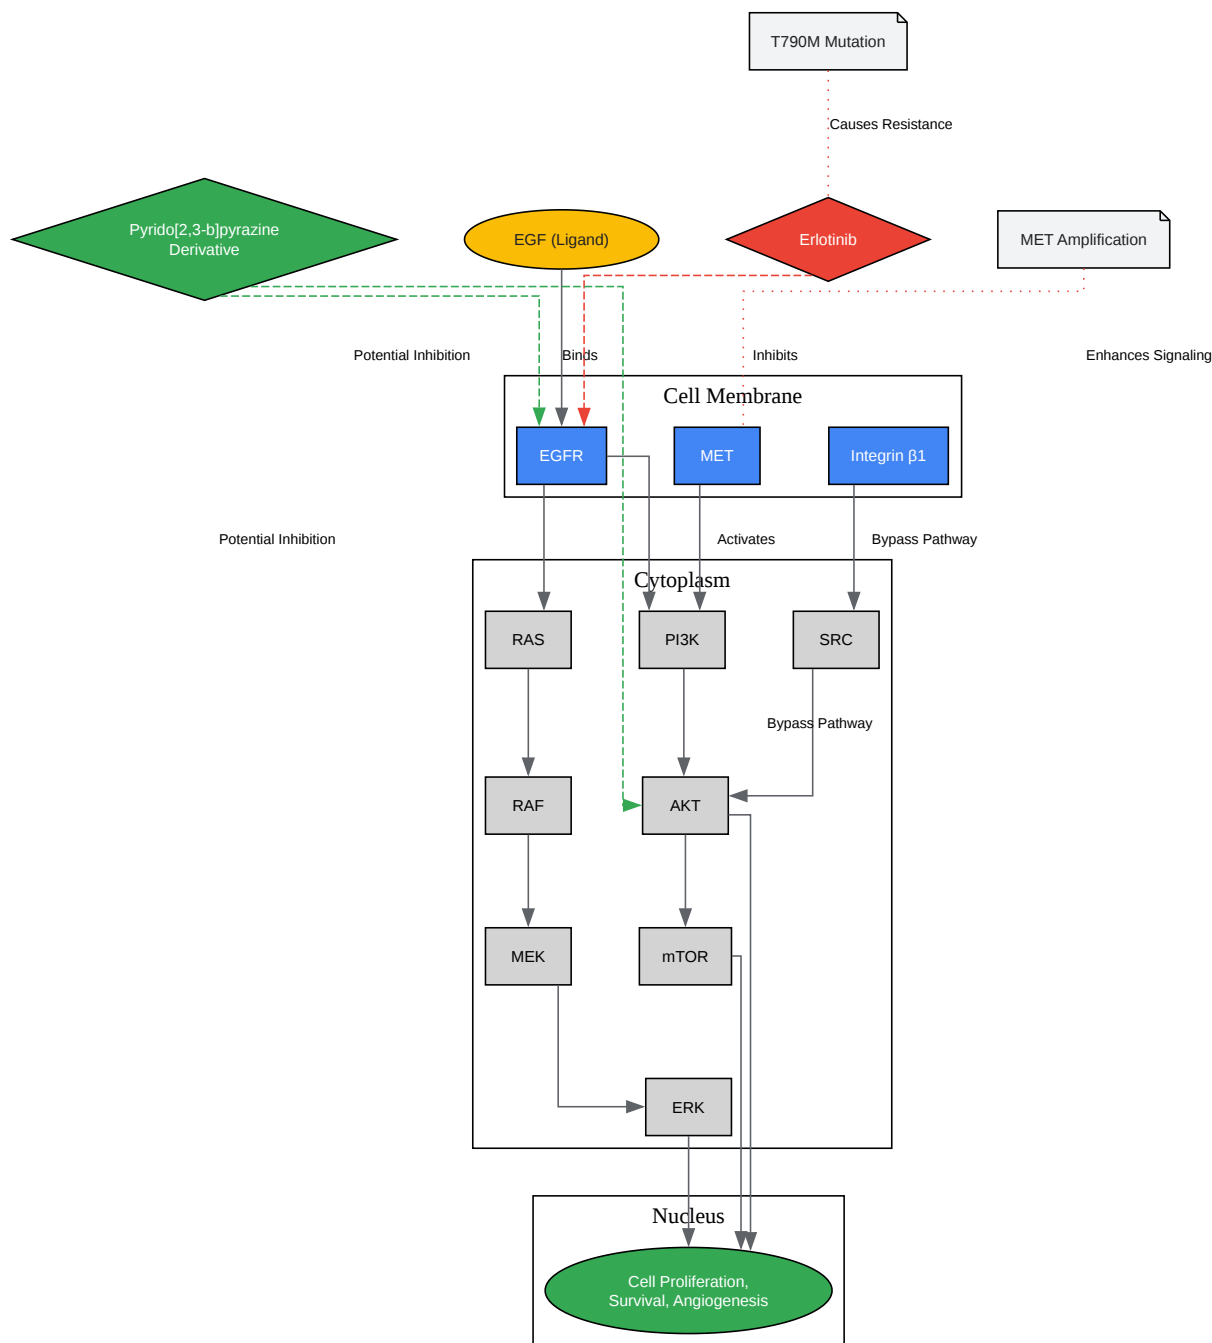 T790M Mutation
Causes Resistance
Pyrido[2,3-b]pyrazine
Derivative
EGF (Ligand)
Erlotinib
MET Amplification
Potential Inhibition
Binds
Inhibits
Enhances Signaling
Cell Membrane
EGFR
MET
Integrin β1
Potential Inhibition
Activates
Bypass Pathway
Cytoplasm
RAS
PI3K
SRC
Bypass Pathway
RAF
AKT
MEK
mTOR
ERK
Nucleus
Cell Proliferation,
Survival, Angiogenesis